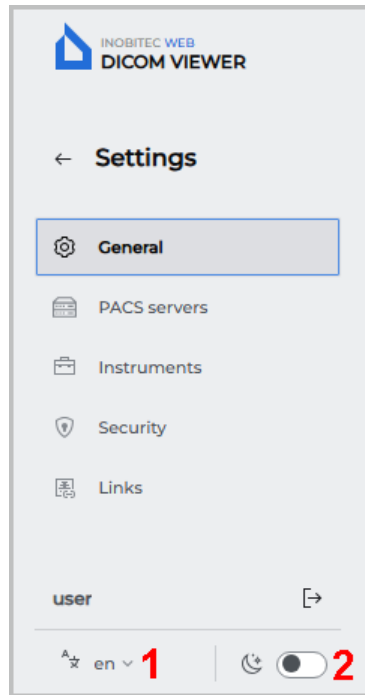 INOBITEC WEB
DICOM VIEWER
← Settings
General
PACS servers
Instruments
Security
Links
user
en 1 2